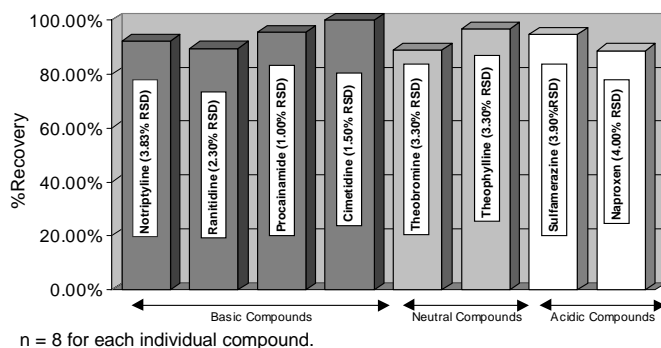 100.00%
80.00%
60.00%
40.00%
20.00%
0.00%
%Recovery
Notriptyline (3.83% RSD)
Ranitidine (2.30% RSD)
Procainamide (1.00% RSD)
Cimetidine (1.50% RSD)
Theobromine (3.30% RSD)
Theophylline (3.30% RSD)
Sulfamerazine (3.90%RSD)
Naproxen (4.00% RSD)
Basic Compounds
Neutral Compounds
Acidic Compounds
n = 8 for each individual compound.